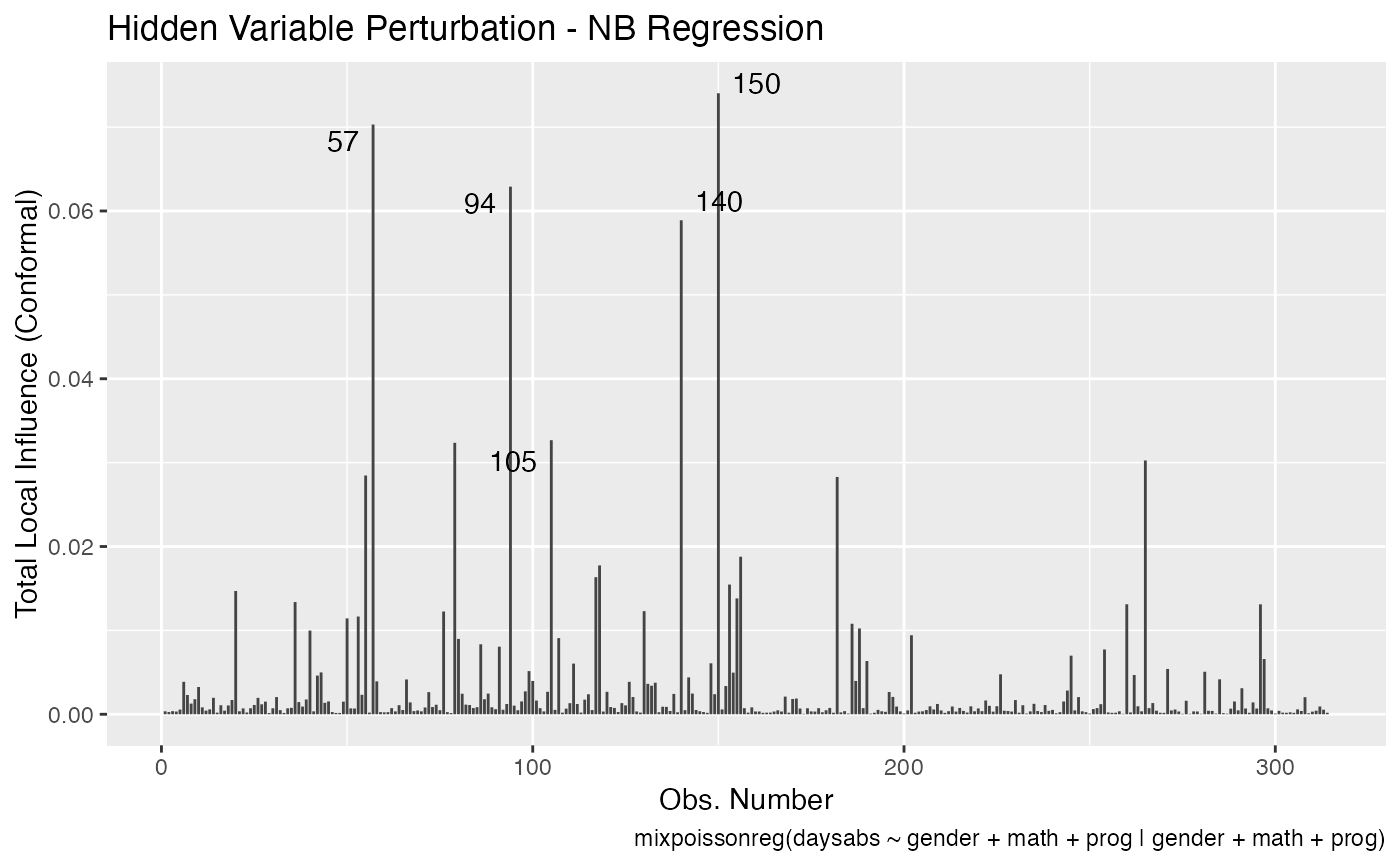 Hidden Variable Perturbation - NB Regression
150
57
140
94
105
Total Local Influence (Conformal)
0.06
0.04
0.02
0.00
0 100 200 300
Obs. Number
mixpoissonreg(daysabs ~ gender + math + prog | gender + math + prog)